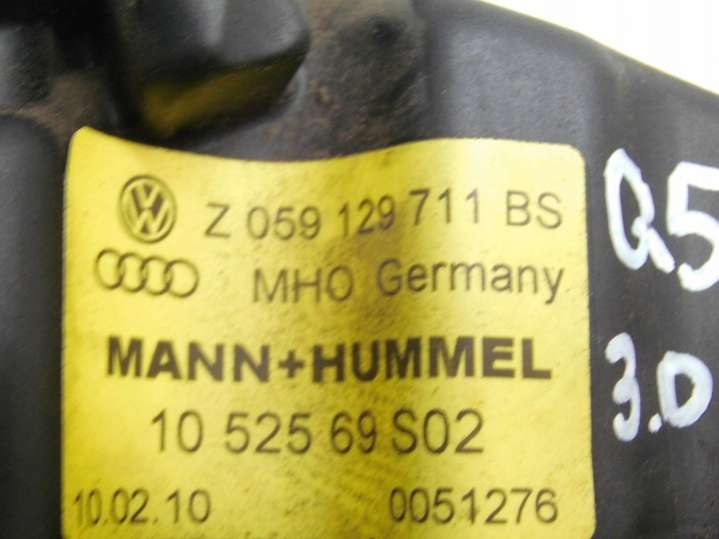 Z 059 129 711 BS
MHO Germany
MANN+HUMMEL
10 525 69 S02
10.02.10 0051276
Q5
3.0